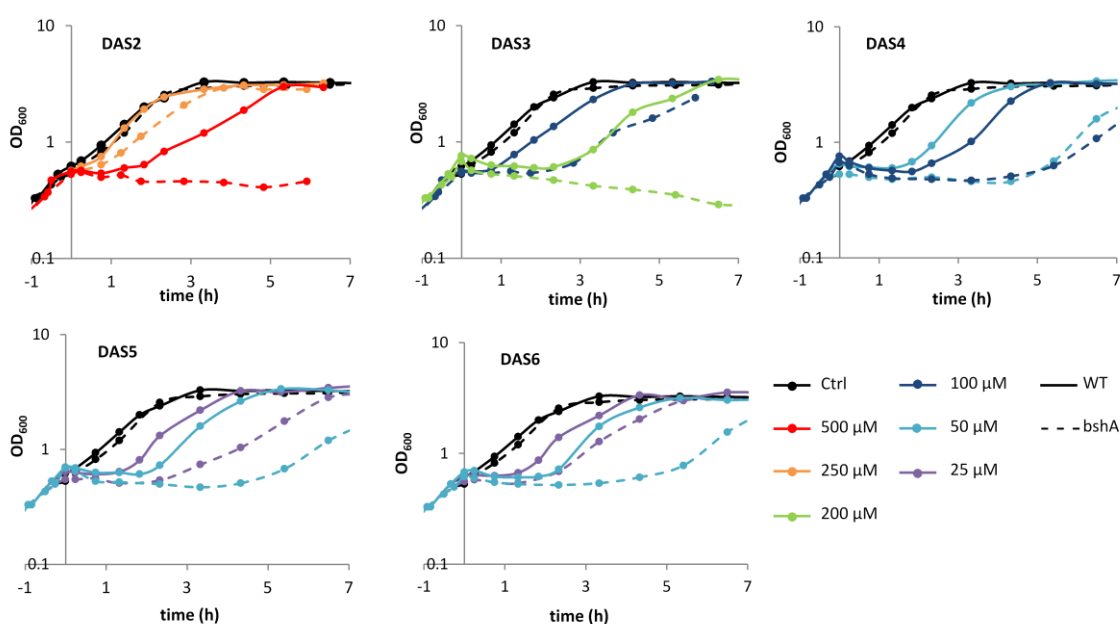 DAS2
10
1
0.1
OD600
-1 1 3 5 7
time (h)
DAS3
10
1
0.1
OD600
-1 1 3 5 7
time (h)
DAS4
10
1
0.1
OD600
-1 1 3 5 7
time (h)
DAS5
10
1
0.1
OD600
-1 1 3 5 7
time (h)
DAS6
10
1
0.1
OD600
-1 1 3 5 7
time (h)
Ctrl 100 µM WT
500 µM 50 µM bshA
250 µM 25 µM
200 µM